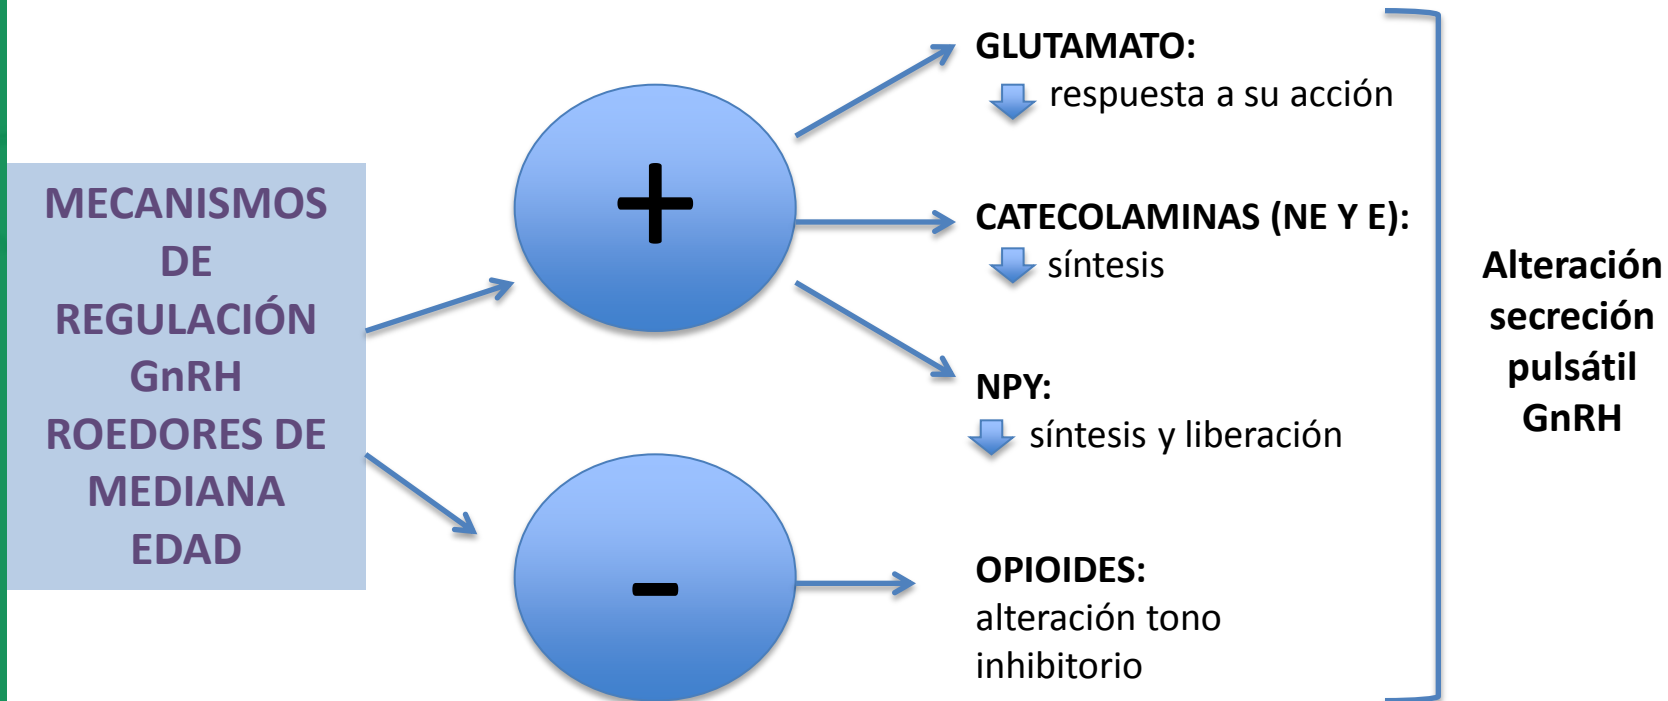 MECANISMOS
DE
REGULACIÓN
GnRH
ROEDORES DE
MEDIANA
EDAD
+
-
GLUTAMATO:
respuesta a su acción
CATECOLAMINAS (NE Y E):
síntesis
NPY:
síntesis y liberación
OPIOIDES:
alteración tono
inhibitorio
Alteración
secreción
pulsátil
GnRH